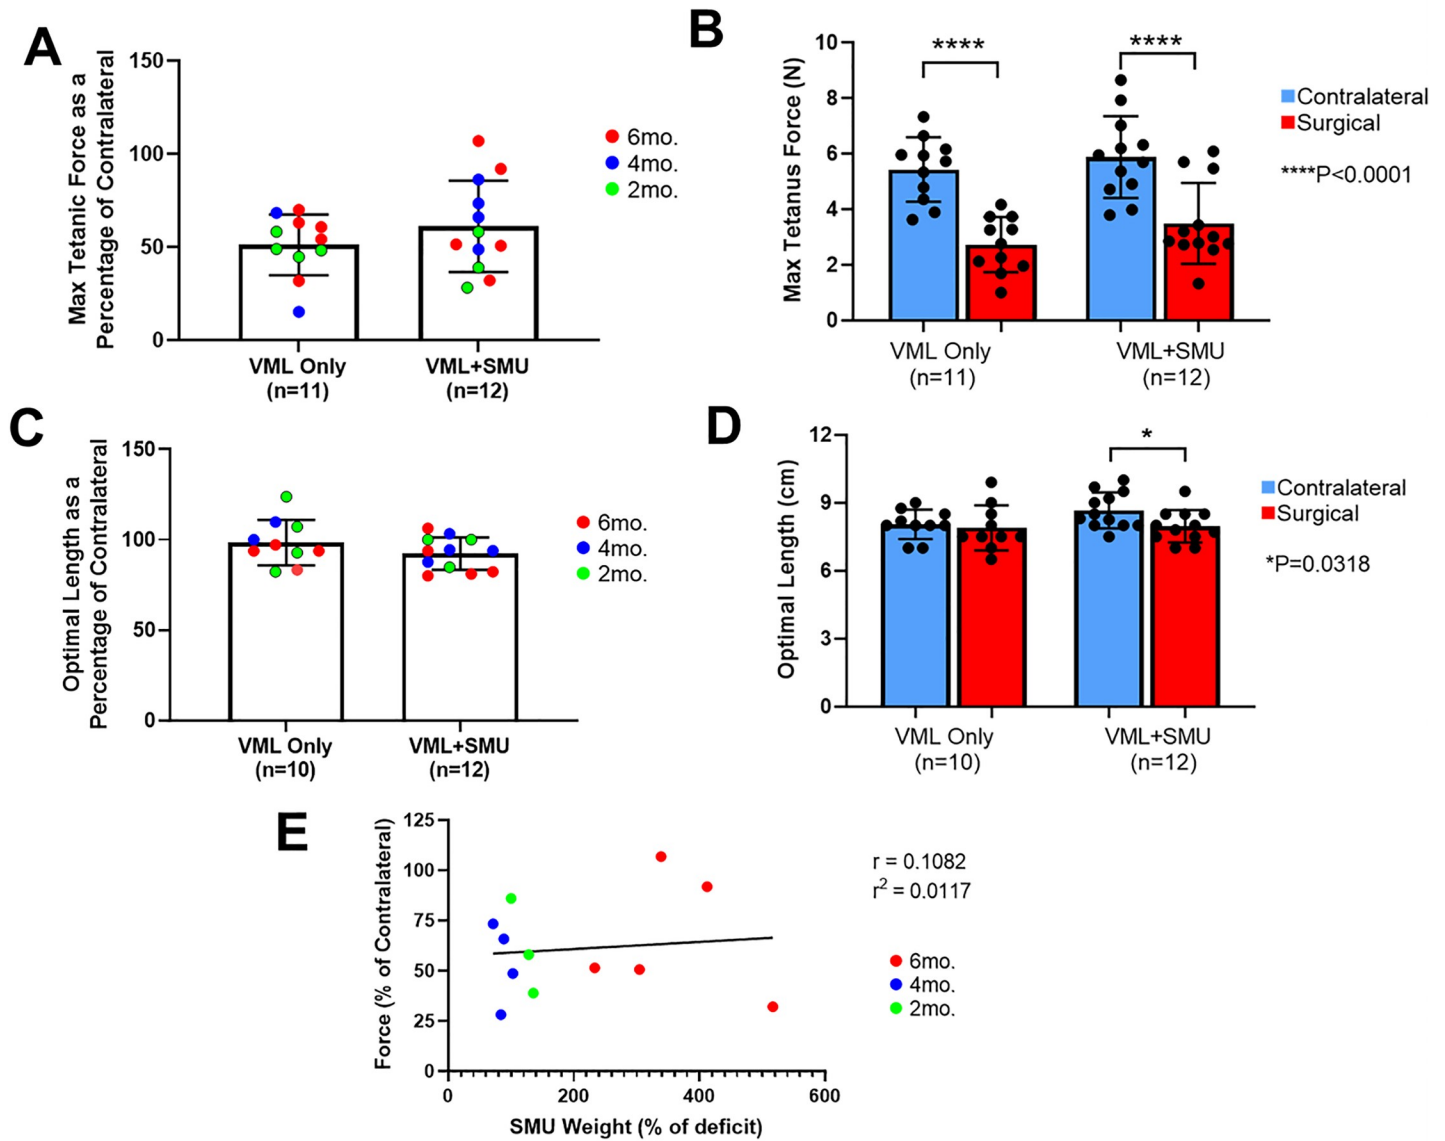 A
Max Tetanic Force as a
Percentage of Contralateral
150
100
50
0
VML Only
(n=11)
VML+SMU
(n=12)
6mo.
4mo.
2mo.
B
Max Tetanus Force (N)
10
8
6
4
2
0
****
****
VML Only
(n=11)
VML+SMU
(n=12)
Contralateral
Surgical
****P<0.0001
C
Optimal Length as a
Percentage of Contralateral
150
100
50
0
VML Only
(n=10)
VML+SMU
(n=12)
6mo.
4mo.
2mo.
D
Optimal Length (cm)
12
9
6
3
0
*
VML Only
(n=10)
VML+SMU
(n=12)
Contralateral
Surgical
*P=0.0318
E
Force (% of Contralateral)
125
100
75
50
25
0
0 200 400 600
SMU Weight (% of deficit)
r = 0.1082
r² = 0.0117
6mo.
4mo.
2mo.